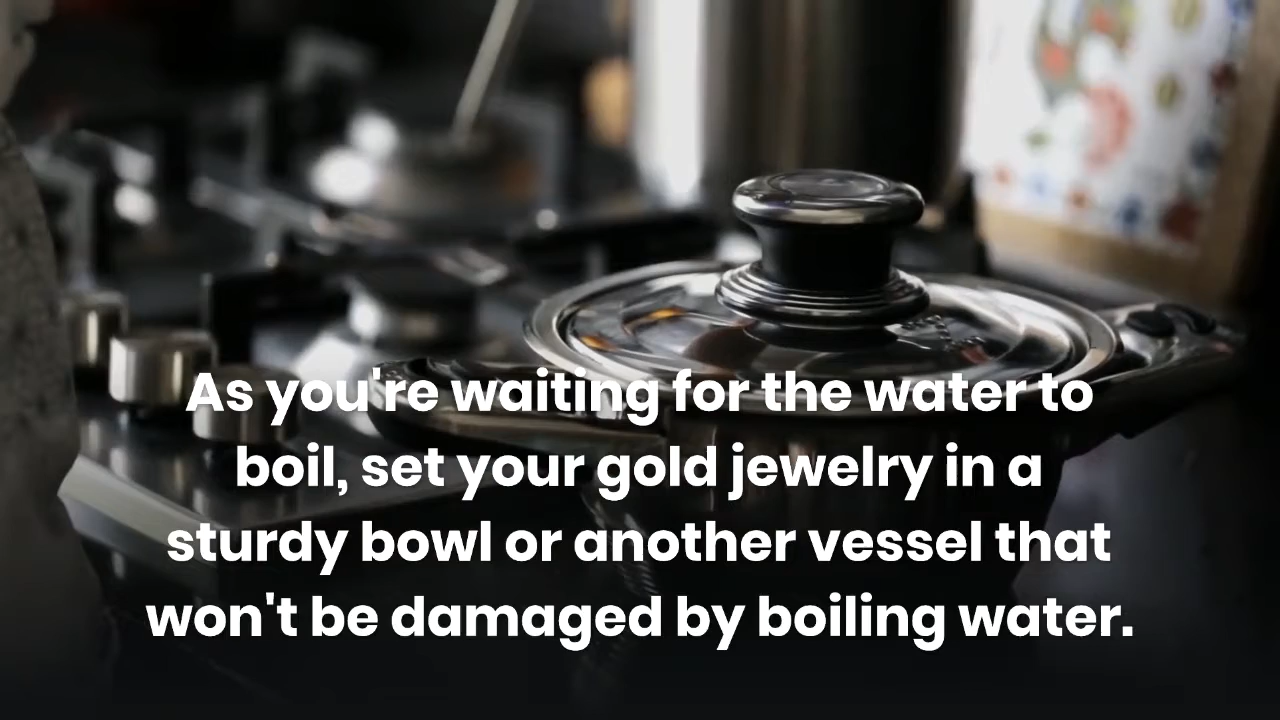 As you're waiting for the water to
boil, set your gold jewelry in a
sturdy bowl or another vessel that
won't be damaged by boiling water.